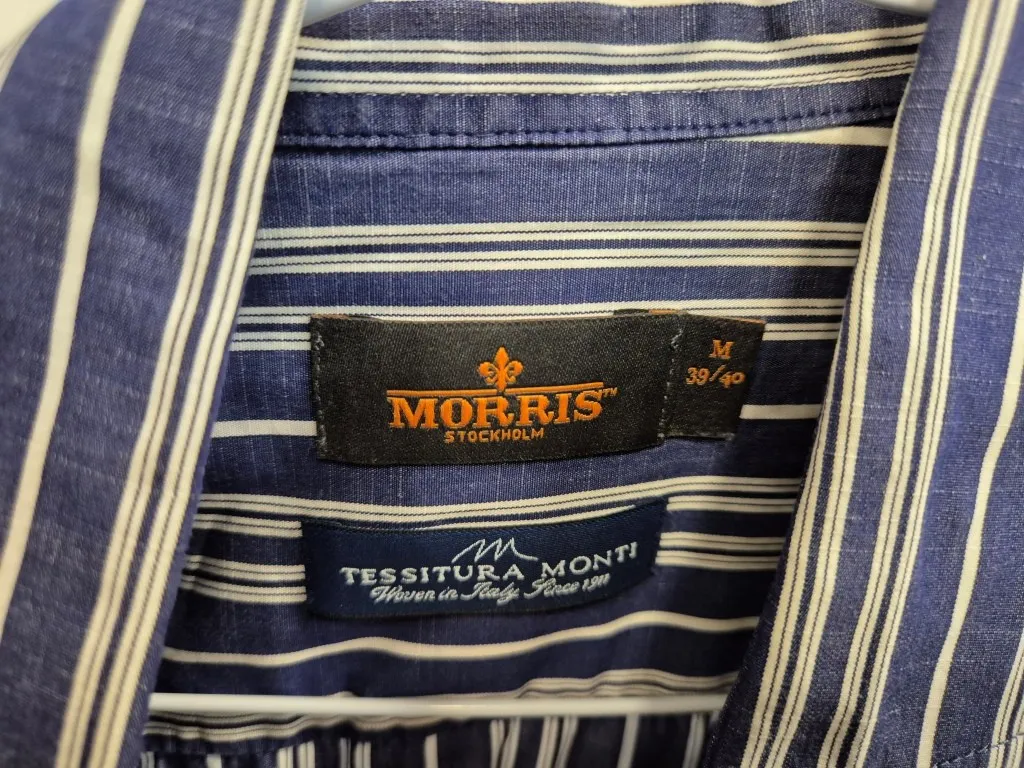 MORRIS™
STOCKHOLM
M
39/40
TESSITURA MONTI
Woven in Italy Since 1911